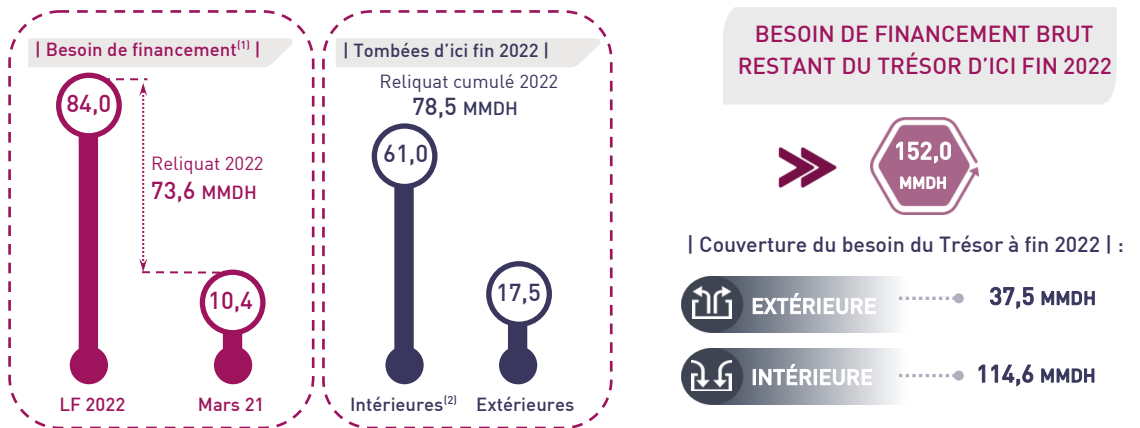 | Besoin de financement(1) |
84,0
Reliquat 2022
73,6 MMDH
10,4
LF 2022
Mars 21
| Tombées d'ici fin 2022 |
Reliquat cumulé 2022
78,5 MMDH
61,0
17,5
Intérieures(2)
Extérieures
BESOIN DE FINANCEMENT BRUT
RESTANT DU TRÉSOR D'ICI FIN 2022
152,0
MMDH
| Couverture du besoin du Trésor à fin 2022 | :
EXTÉRIEURE
37,5 MMDH
INTÉRIEURE
114,6 MMDH